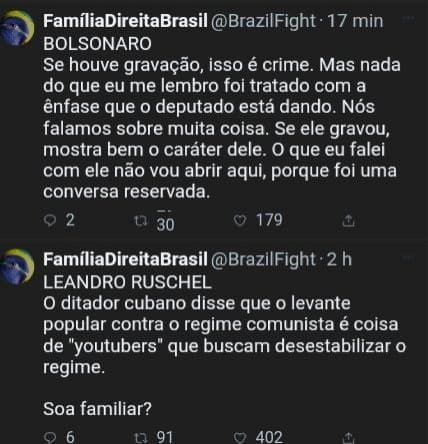 FamíliaDireitaBrasil @BrazilFight · 17 min
BOLSONARO
Se houve gravação, isso é crime. Mas nada
do que eu me lembro foi tratado com a
ênfase que o deputado está dando. Nós
falamos sobre muita coisa. Se ele gravou,
mostra bem o caráter dele. O que eu falei
com ele não vou abrir aqui, porque foi uma
conversa reservada.
2 30 179
FamíliaDireitaBrasil @BrazilFight · 2 h
LEANDRO RUSCHEL
O ditador cubano disse que o levante
popular contra o regime comunista é coisa
de "youtubers" que buscam desestabilizar o
regime.
Soa familiar?
6 91 402